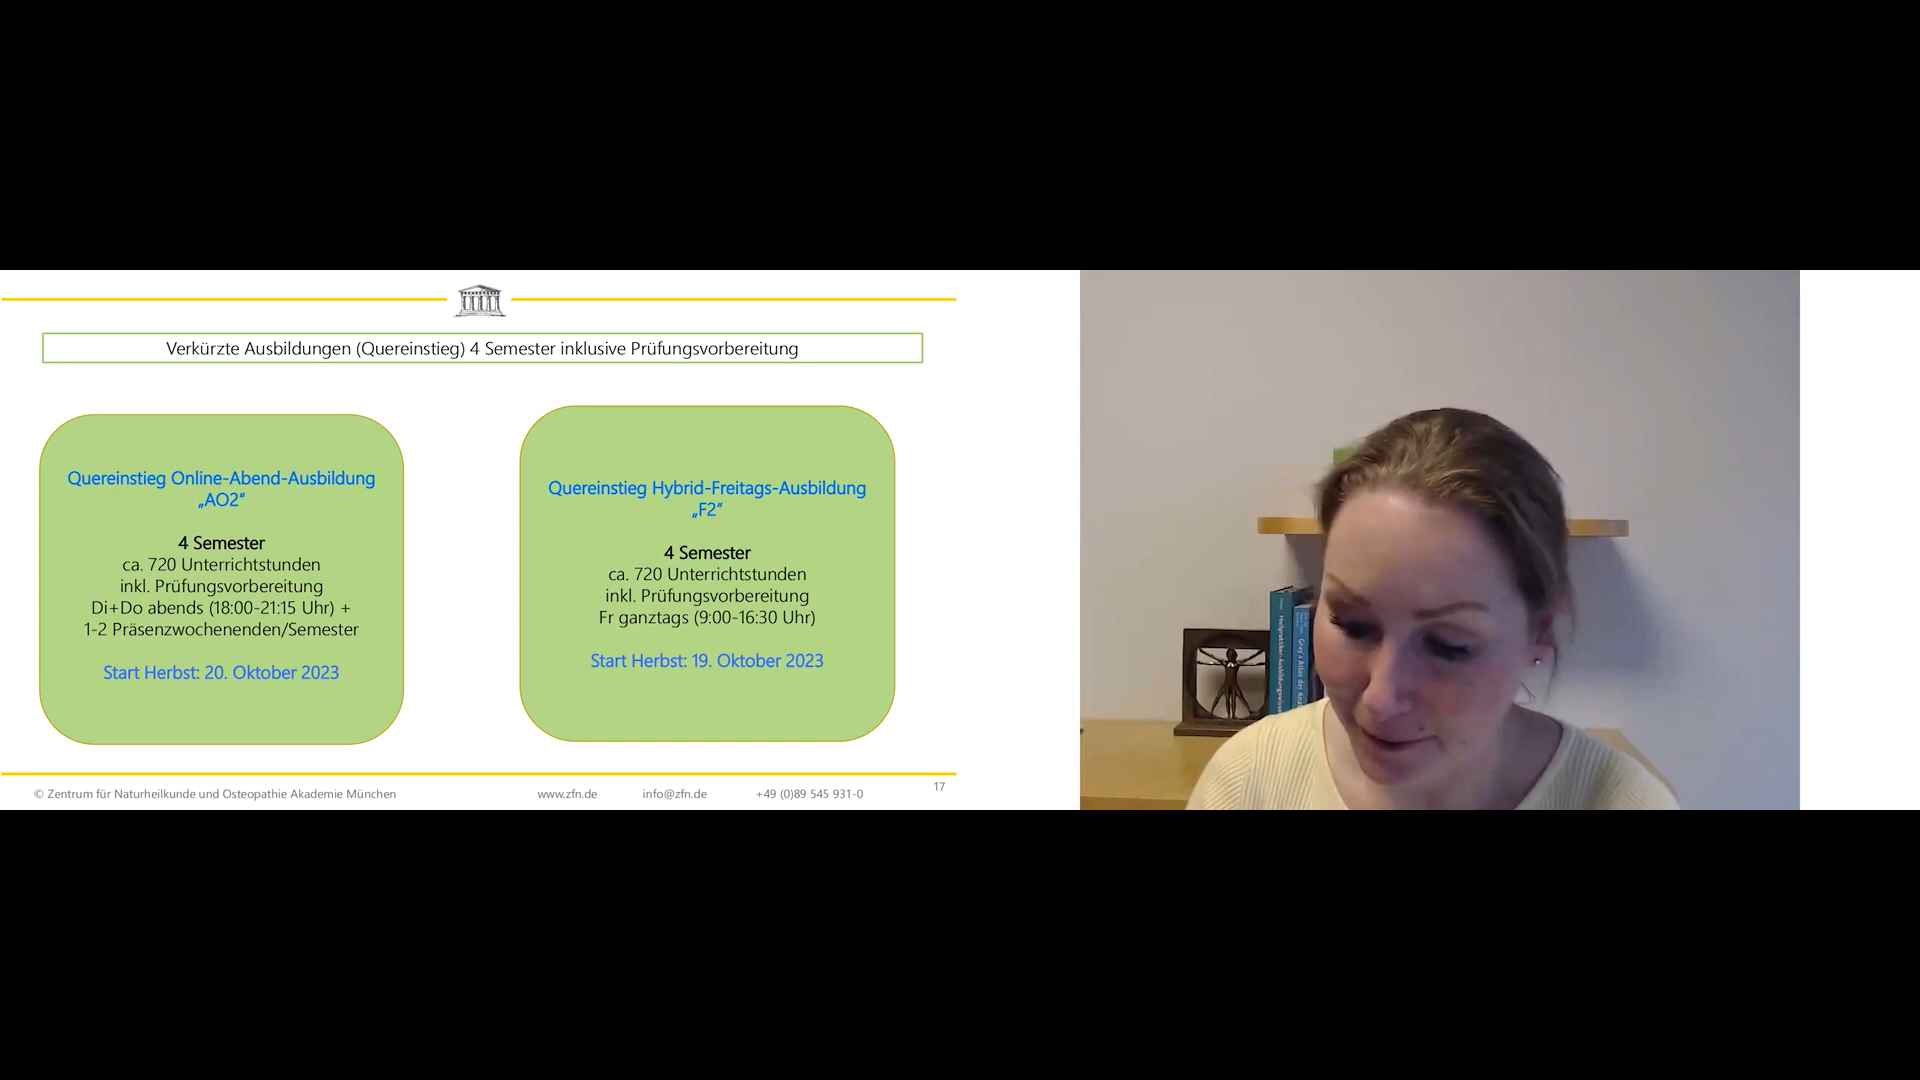 Verkürzte Ausbildungen (Quereinstieg) 4 Semester inklusive Prüfungsvorbereitung
Quereinstieg Online-Abend-Ausbildung
„AO2“
4 Semester
ca. 720 Unterrichtstunden
inkl. Prüfungsvorbereitung
Di+Do abends (18:00-21:15 Uhr) +
1-2 Präsenzwochenenden/Semester
Start Herbst: 20. Oktober 2023
Quereinstieg Hybrid-Freitags-Ausbildung
„F2“
4 Semester
ca. 720 Unterrichtstunden
inkl. Prüfungsvorbereitung
Fr ganztags (9:00-16:30 Uhr)
Start Herbst: 19. Oktober 2023
© Zentrum für Naturheilkunde und Osteopathie Akademie München
www.zfn.de
info@zfn.de
+49 (0)89 545 931-0
17
Gray's Atlas der